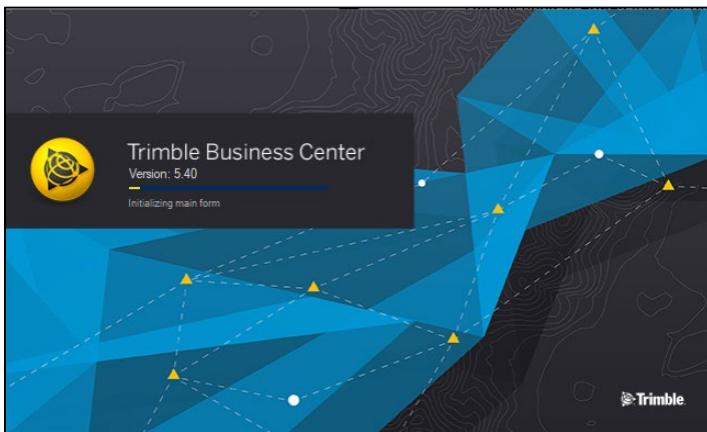 Trimble Business Center
Version: 5.40
Initializing main form
Trimble